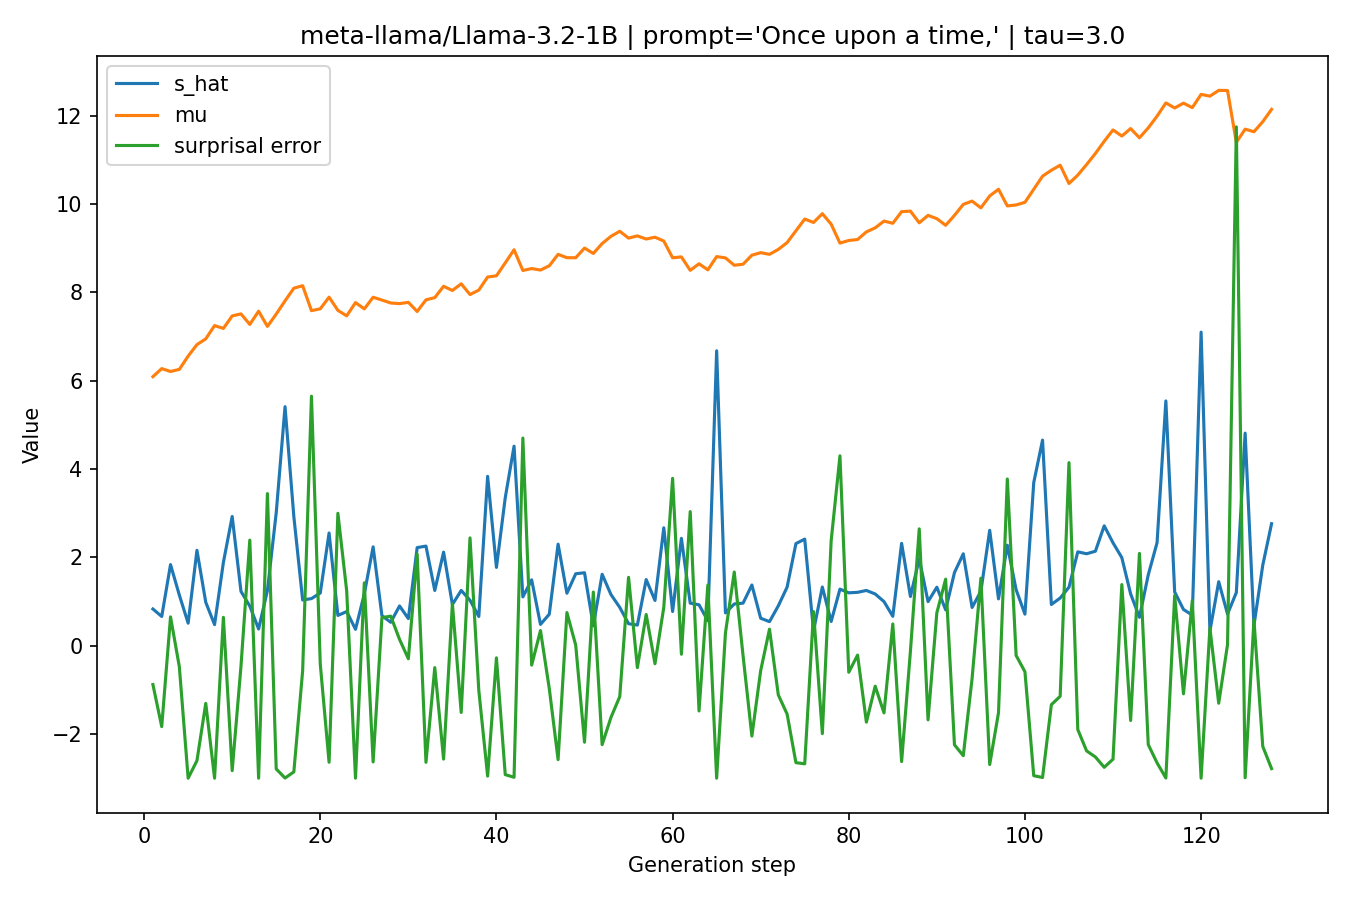 meta-llama/Llama-3.2-1B | prompt='Once upon a time,' | tau=3.0
s_hat
mu
surprisal error
12
10
8
6
4
2
0
−2
Value
0 20 40 60 80 100 120
Generation step